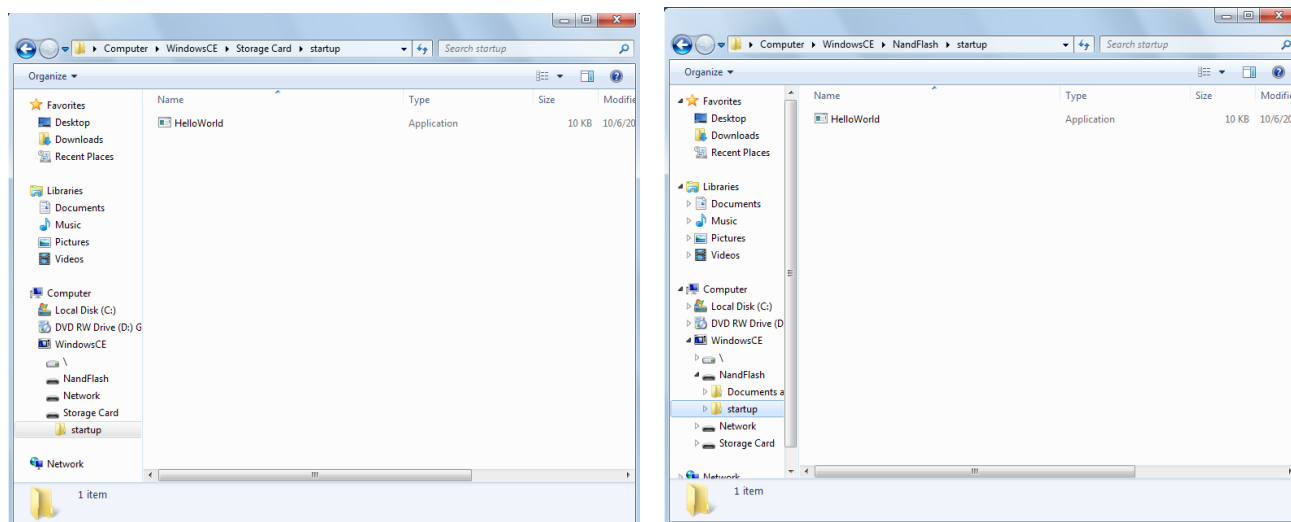 Computer ▸ WindowsCE ▸ Storage Card ▸ startup
Search startup
Organize
Name Type Size Modifie
HelloWorld Application 10 KB 10/6/20
Favorites
Desktop
Downloads
Recent Places
Libraries
Documents
Music
Pictures
Videos
Computer
Local Disk (C:)
DVD RW Drive (D:) G
WindowsCE
\
NandFlash
Network
Storage Card
startup
Network
1 item
Computer ▸ WindowsCE ▸ NandFlash ▸ startup
Search startup
Organize
Name Type Size Modifi
HelloWorld Application 10 KB 10/6/20
Favorites
Desktop
Downloads
Recent Places
Libraries
Documents
Music
Pictures
Videos
Computer
Local Disk (C:)
DVD RW Drive (D
WindowsCE
\
NandFlash
Documents a
startup
Network
Storage Card
Network
1 item